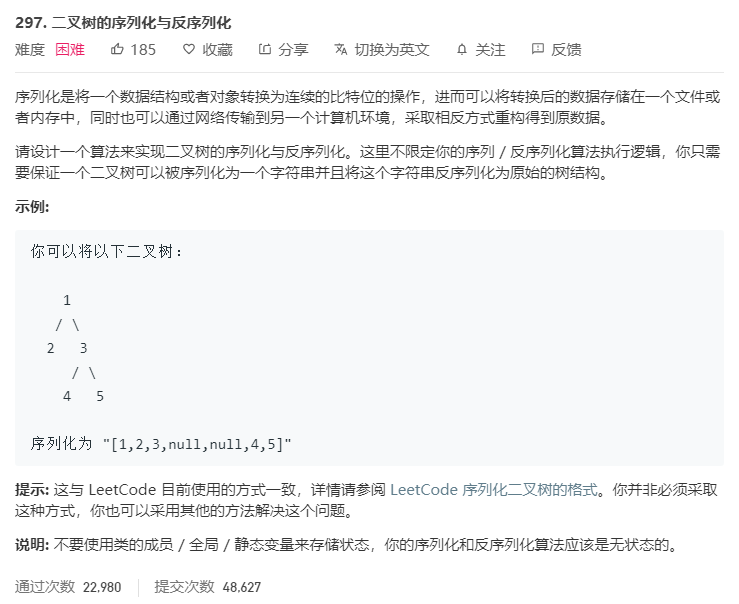 297. 二叉树的序列化与反序列化
难度 困难 185 收藏 分享 切换为英文 关注 反馈
序列化是将一个数据结构或者对象转换为连续的比特位的操作，进而可以将转换后的数据存储在一个文件或
者内存中，同时也可以通过网络传输到另一个计算机环境，采取相反方式重构得到原数据。
请设计一个算法来实现二叉树的序列化与反序列化。这里不限定你的序列 / 反序列化算法执行逻辑，你只需
要保证一个二叉树可以被序列化为一个字符串并且将这个字符串反序列化为原始的树结构。
示例:
你可以将以下二叉树：
1
/ \
2 3
/ \
4 5
序列化为 "[1,2,3,null,null,4,5]"
提示: 这与 LeetCode 目前使用的方式一致，详情请参阅 LeetCode 序列化二叉树的格式。你并非必须采取
这种方式，你也可以采用其他的方法解决这个问题。
说明: 不要使用类的成员 / 全局 / 静态变量来存储状态，你的序列化和反序列化算法应该是无状态的。
通过次数 22,980 提交次数 48,627